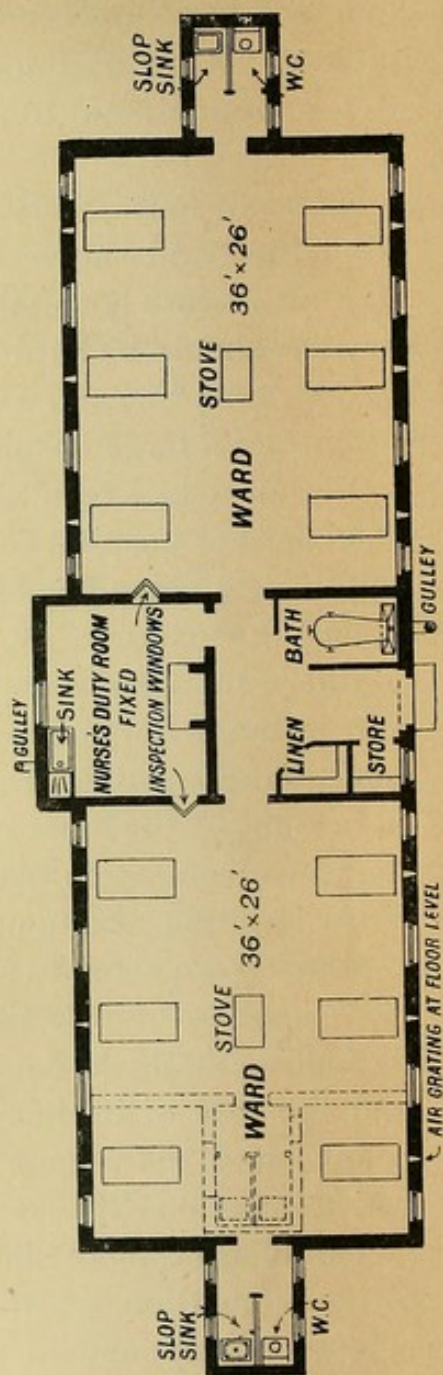 SLOP
SINK
W.C.
36' × 26'
STOVE
WARD
GULLEY
SINK
NURSE'S DUTY ROOM
FIXED
INSPECTION WINDOWS
BATH
GULLEY
LINEN
STORE
36' × 26'
STOVE
WARD
AIR GRATING AT FLOOR LEVEL
SLOP
SINK
W.C.